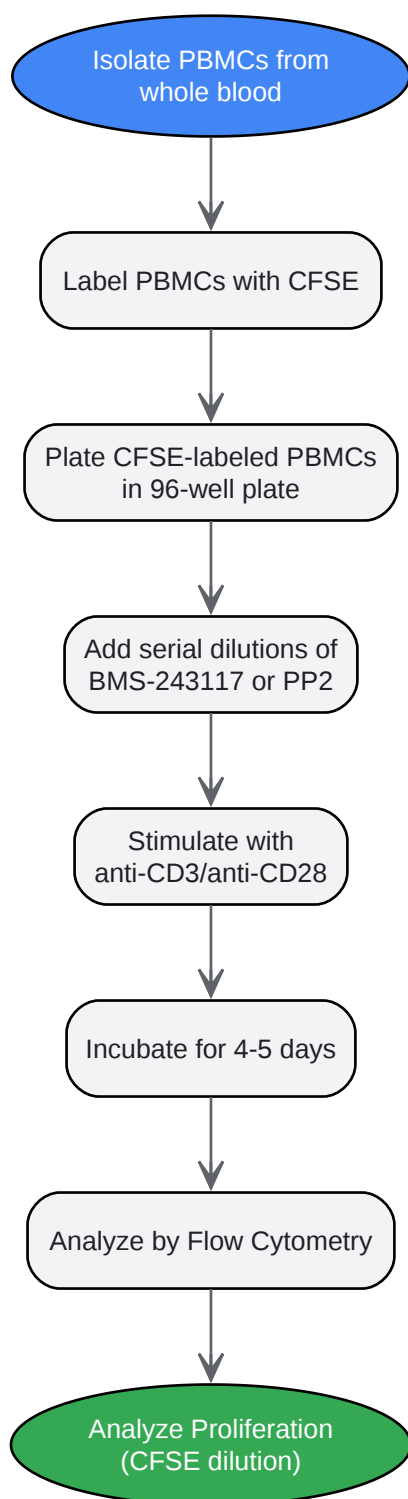 Isolate PBMCs from
whole blood
Label PBMCs with CFSE
Plate CFSE-labeled PBMCs
in 96-well plate
Add serial dilutions of
BMS-243117 or PP2
Stimulate with
anti-CD3/anti-CD28
Incubate for 4-5 days
Analyze by Flow Cytometry
Analyze Proliferation
(CFSE dilution)